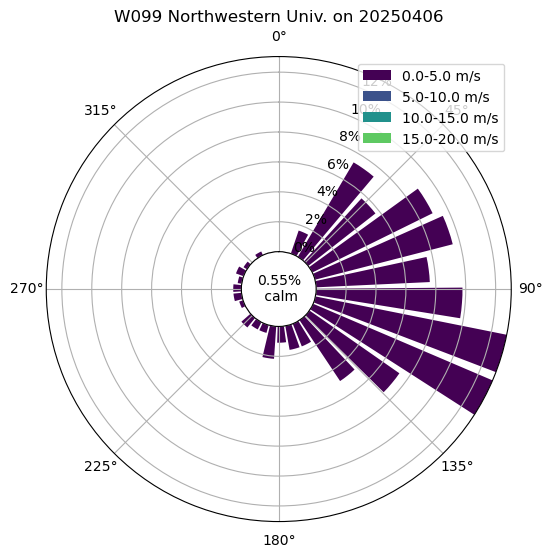 W099 Northwestern Univ. on 20250406
0°
45°
90°
135°
180°
225°
270°
315°
0%
2%
4%
6%
8%
10%
12%
0.55%
calm
0.0-5.0 m/s
5.0-10.0 m/s
10.0-15.0 m/s
15.0-20.0 m/s